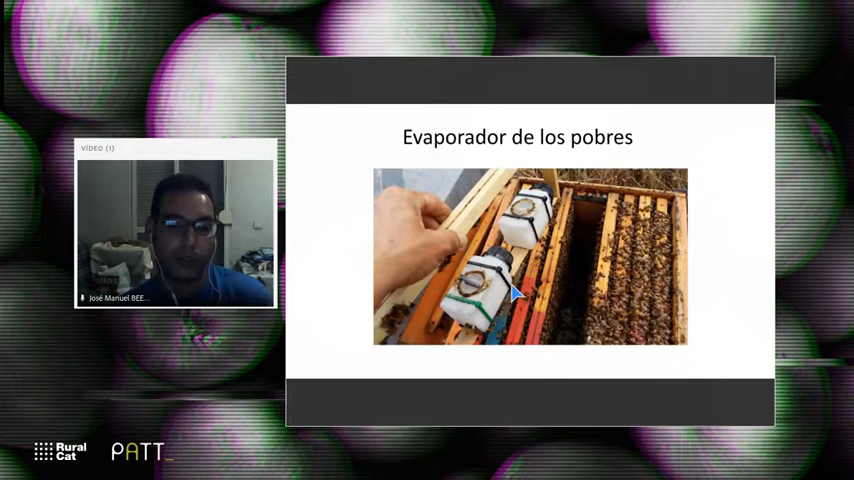 VÍDEO (1)
Evaporador de los pobres
José Manuel BEE...
Rural
Cat
PATT_